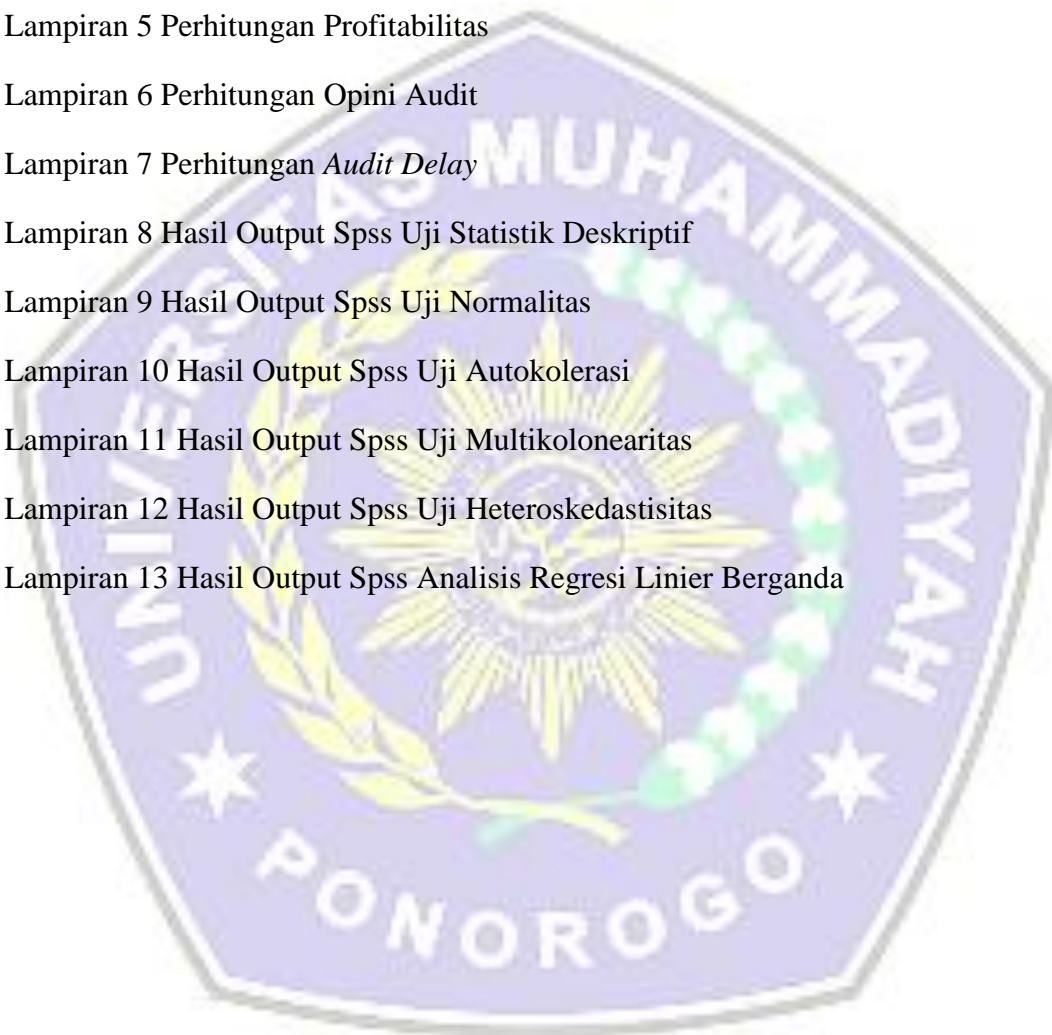 Lampiran 5 Perhitungan Profitabilitas
Lampiran 6 Perhitungan Opini Audit
Lampiran 7 Perhitungan Audit Delay
Lampiran 8 Hasil Output Spss Uji Statistik Deskriptif
Lampiran 9 Hasil Output Spss Uji Normalitas
Lampiran 10 Hasil Output Spss Uji Autokolerasi
Lampiran 11 Hasil Output Spss Uji Multikolonearitas
Lampiran 12 Hasil Output Spss Uji Heteroskedastisitas
Lampiran 13 Hasil Output Spss Analisis Regresi Linier Berganda
UNIVERSITAS MUHAMMADIYAH
PONOROGO